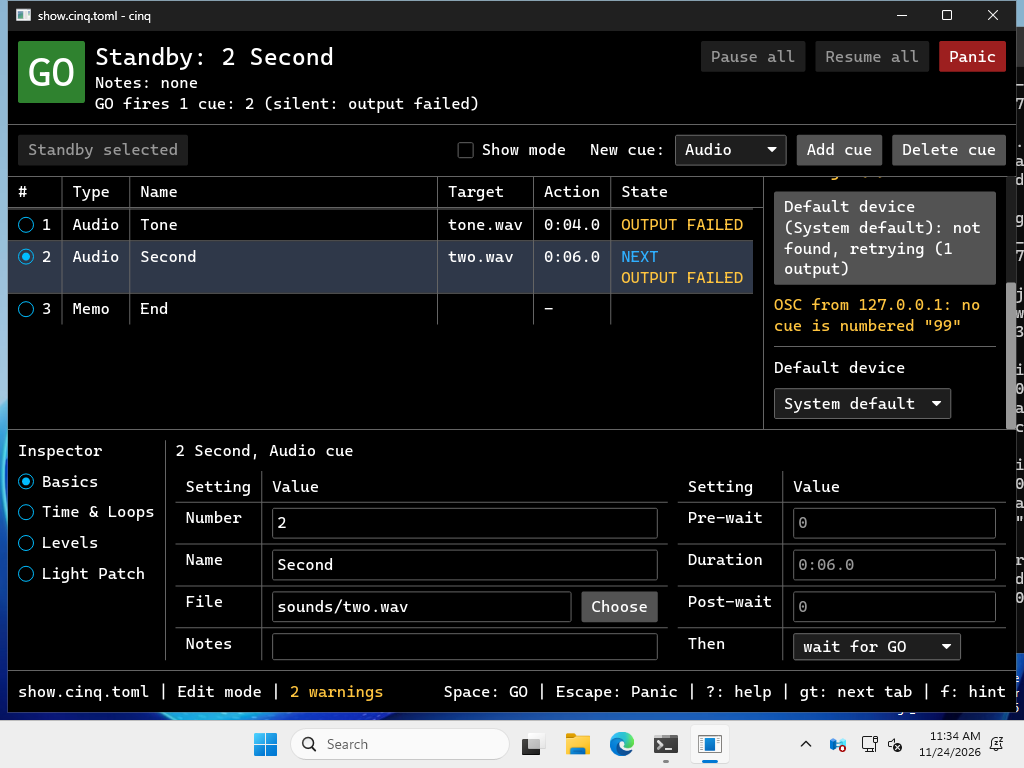 show.cinq.toml - cinq
GO
Standby: 2 Second
Notes: none
GO fires 1 cue: 2 (silent: output failed)
Pause all
Resume all
Panic
Standby selected
Show mode
New cue:
Audio
Add cue
Delete cue
# Type Name Target Action State
1 Audio Tone tone.wav 0:04.0 OUTPUT FAILED
2 Audio Second two.wav 0:06.0 NEXT
OUTPUT FAILED
3 Memo End –
Default device
(System default): not
found, retrying (1
output)
OSC from 127.0.0.1: no
cue is numbered "99"
Default device
System default
Inspector
Basics
Time & Loops
Levels
Light Patch
2 Second, Audio cue
Setting Value
Number 2
Name Second
File sounds/two.wav Choose
Notes
Setting Value
Pre-wait 0
Duration 0:06.0
Post-wait 0
Then wait for GO
show.cinq.toml | Edit mode | 2 warnings
Space: GO | Escape: Panic | ?: help | gt: next tab | f: hint
Search
11:34 AM
11/24/2026